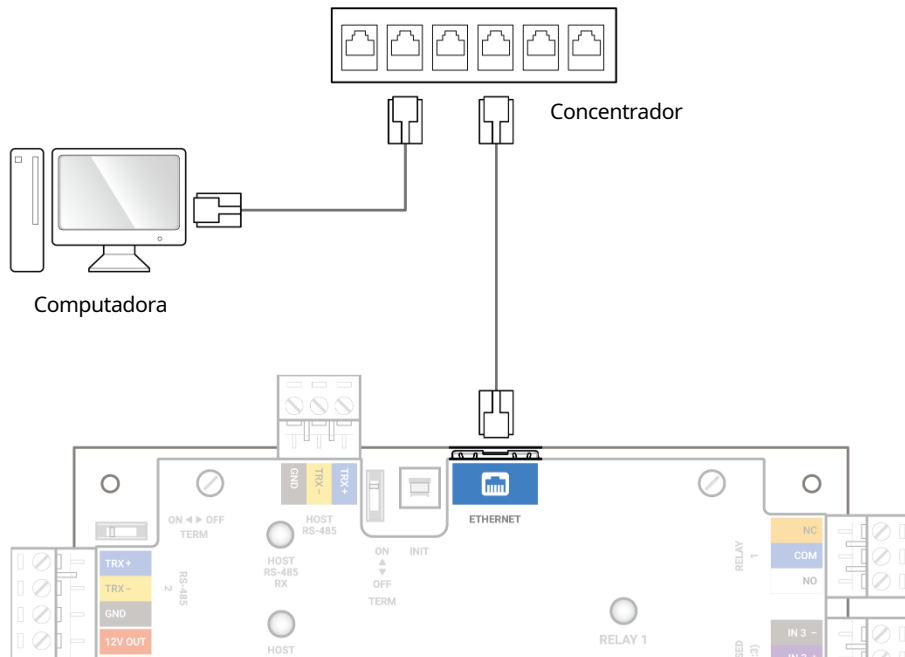 Concentrador
Computadora
GND
TRX -
TRX +
ETHERNET
ON ◄ ► OFF
TERM
HOST
RS-485
HOST
RS-485
RX
ON
▲
▼
OFF
TERM
INIT
TRX +
TRX -
GND
12V OUT
RS-485
2
HOST
RELAY 1
RELAY
1
NC
COM
NO
IN 3 -